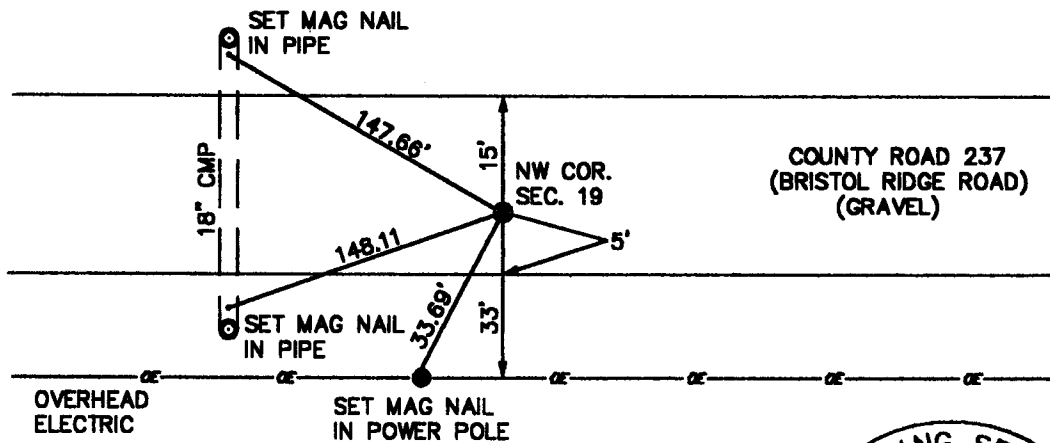 SET MAG NAIL
IN PIPE
147.66'
15'
18" CMP
NW COR.
SEC. 19
COUNTY ROAD 237
(BRISTOL RIDGE ROAD)
(GRAVEL)
148.11
5'
33.69'
33'
SET MAG NAIL
IN PIPE
OE OE OE OE OE OE
OVERHEAD
ELECTRIC
SET MAG NAIL
IN POWER POLE